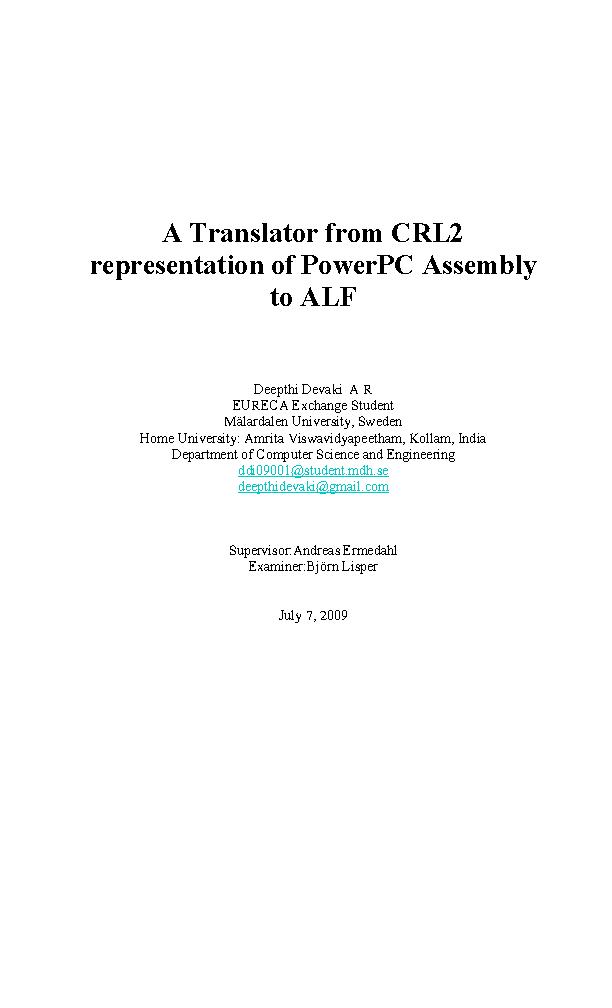 A Translator from CRL2
representation of PowerPC Assembly
to ALF
Deepthi Devaki A R
EURECA Exchange Student
Mälardalen University, Sweden
Home University: Amrita Viswavidyapeetham, Kollam, India
Department of Computer Science and Engineering
ddi09001@student.mdh.se
deepthidevaki@gmail.com
Supervisor:Andreas Ermedahl
Examiner:Björn Lisper
July 7, 2009